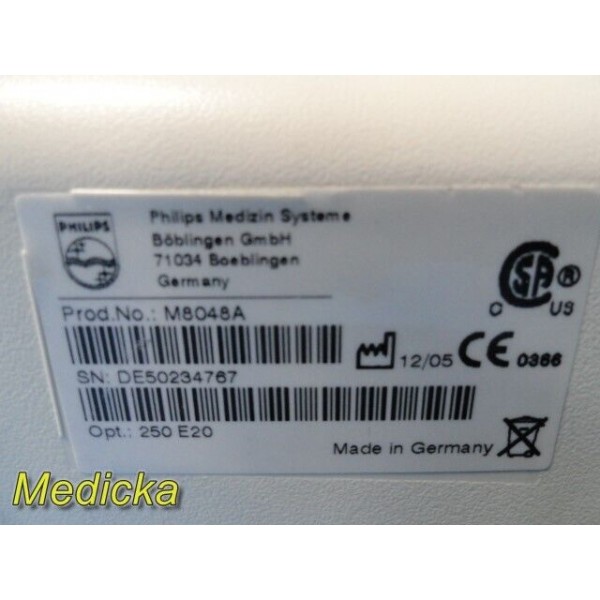 PHILIPS
Philips Medizin Systeme
Böblingen GmbH
71034 Boeblingen
Germany
CSA ®
C US
Prod.No.: M8048A
12/05 CE 0366
SN: DE50234767
Opt.: 250 E20
Made in Germany
Medicka